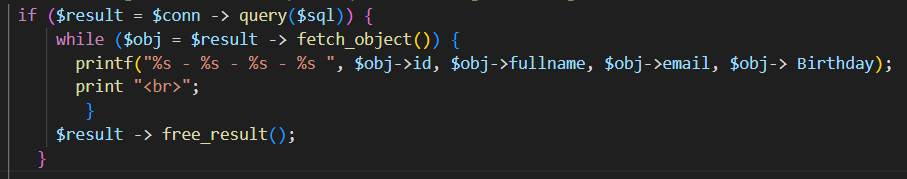 if ($result = $conn -> query($sql)) {
while ($obj = $result -> fetch_object()) {
printf("%s - %s - %s - %s ", $obj->id, $obj->fullname, $obj->email, $obj-> Birthday);
print "<br>";
}
$result -> free_result();
}